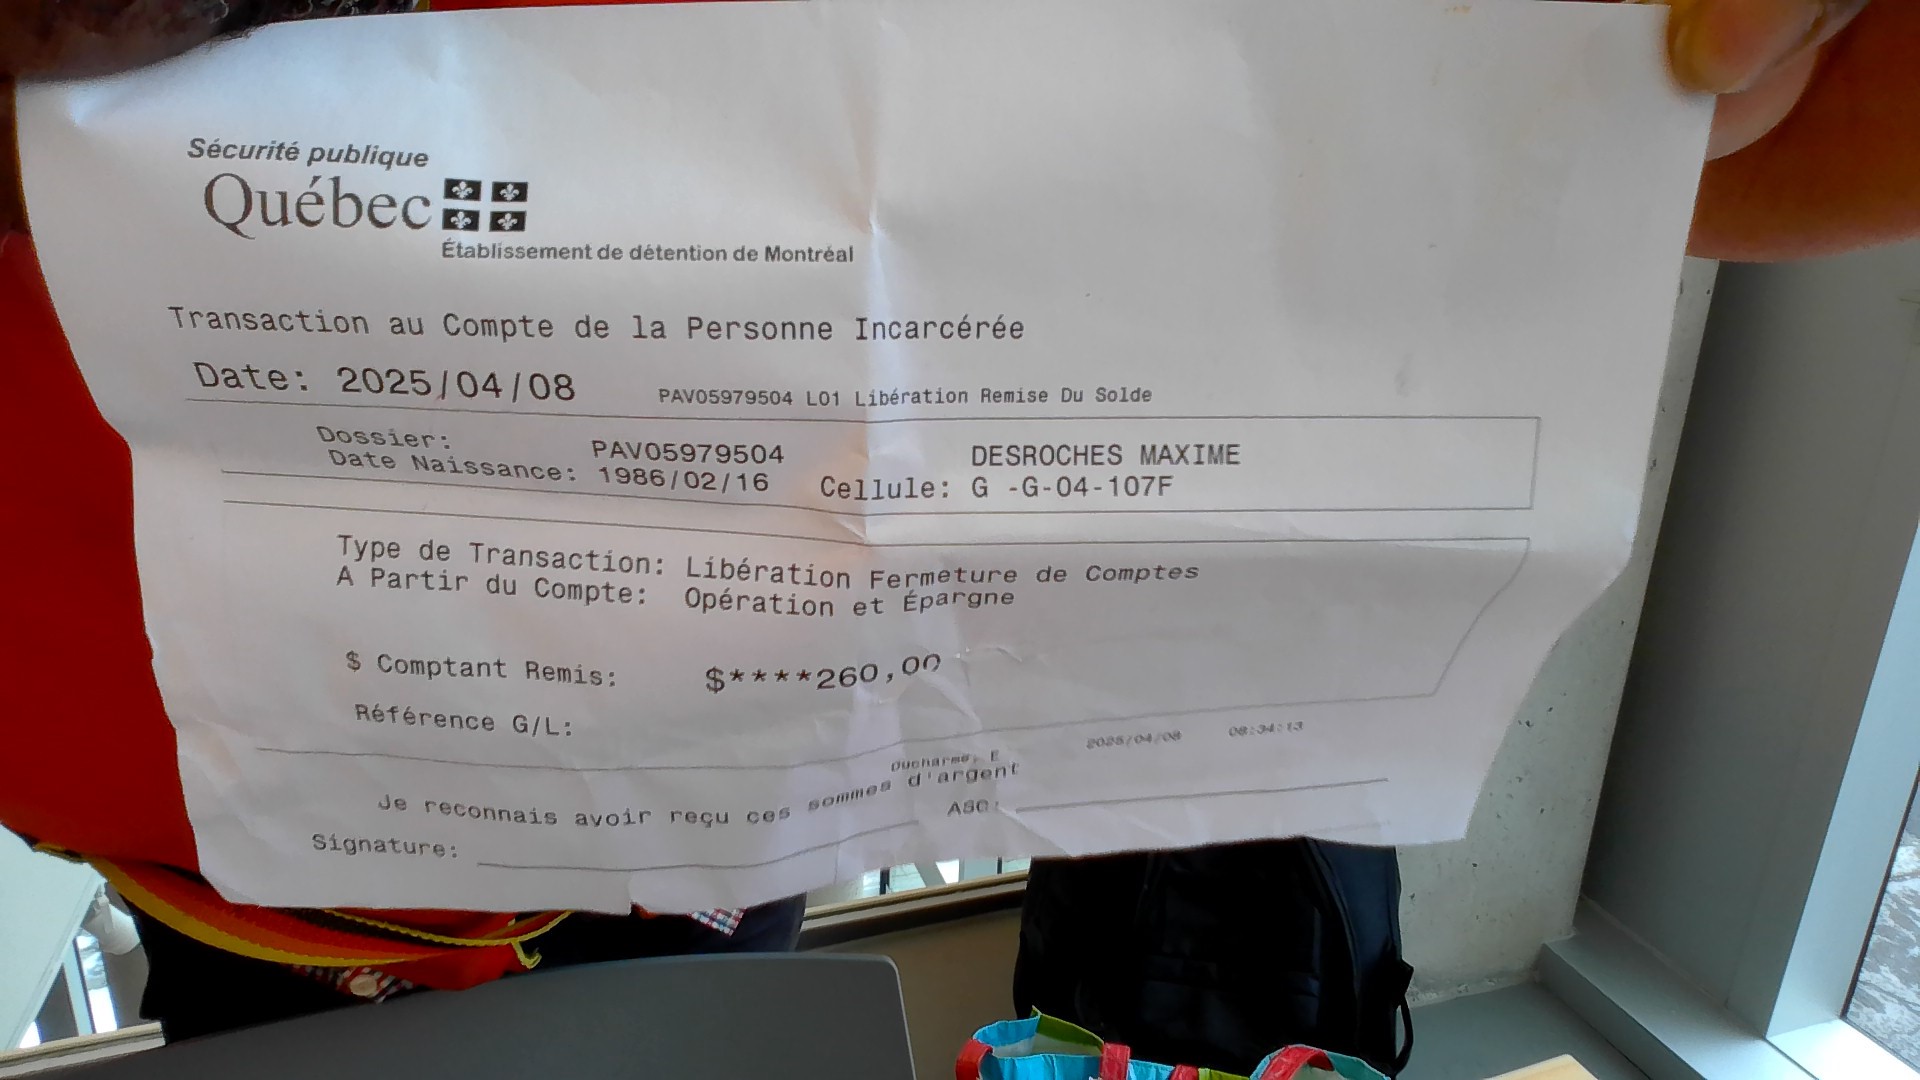 Sécurité publique
Québec
Établissement de détention de Montréal
Transaction au Compte de la Personne Incarcérée
Date: 2025/04/08 PAV05979504 L01 Libération Remise Du Solde
Dossier: PAV05979504 DESROCHES MAXIME
Date Naissance: 1986/02/16 Cellule: G -G-04-107F
Type de Transaction: Libération Fermeture de Comptes
A Partir du Compte: Opération et Épargne
$ Comptant Remis: $****260,00
Référence G/L:
Ducharme, E 2025/04/08 08:34:13
Je reconnais avoir reçu ces sommes d'argent
Signature: ASC: